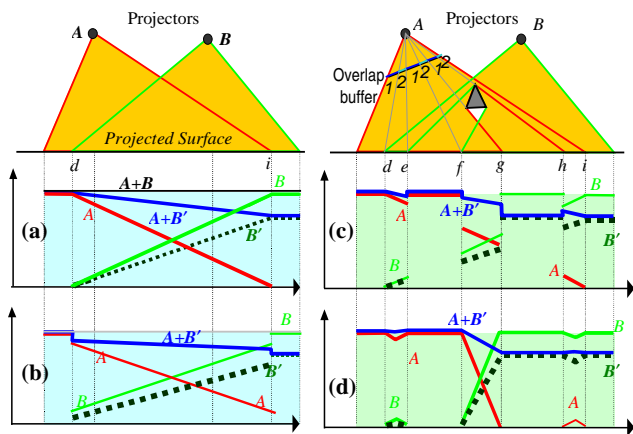 Projectors
A
B
Projected Surface
d i
A+B
B
A
A+B′
B′
(a)
A+B′
B
A
B′
B
(b)
Projectors
A
B
Overlap
buffer
1 2 1 2 1 2
d e f g h i
B
A
A+B′
B′
(c)
B
A
A+B′
B
A
B′
(d)
B
A